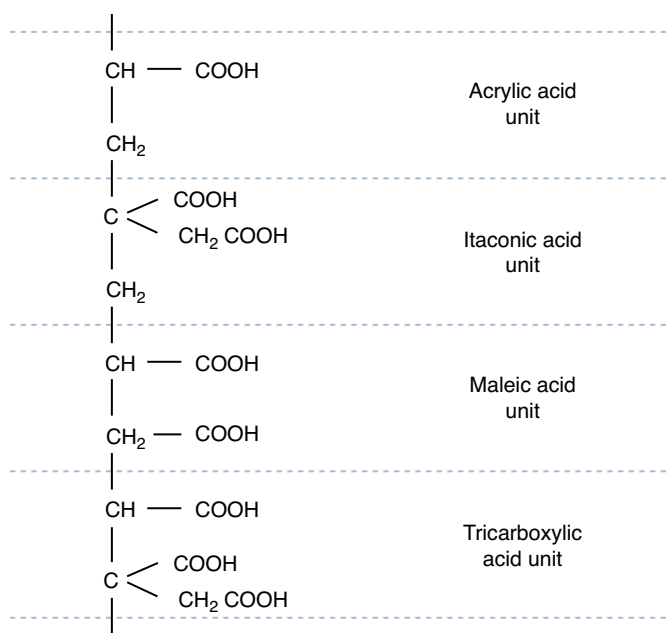 CH — COOH
Acrylic acid
unit
CH₂
COOH
C
CH₂ COOH
Itaconic acid
unit
CH₂
CH — COOH
Maleic acid
unit
CH₂ — COOH
CH — COOH
Tricarboxylic
acid unit
COOH
C
CH₂ COOH